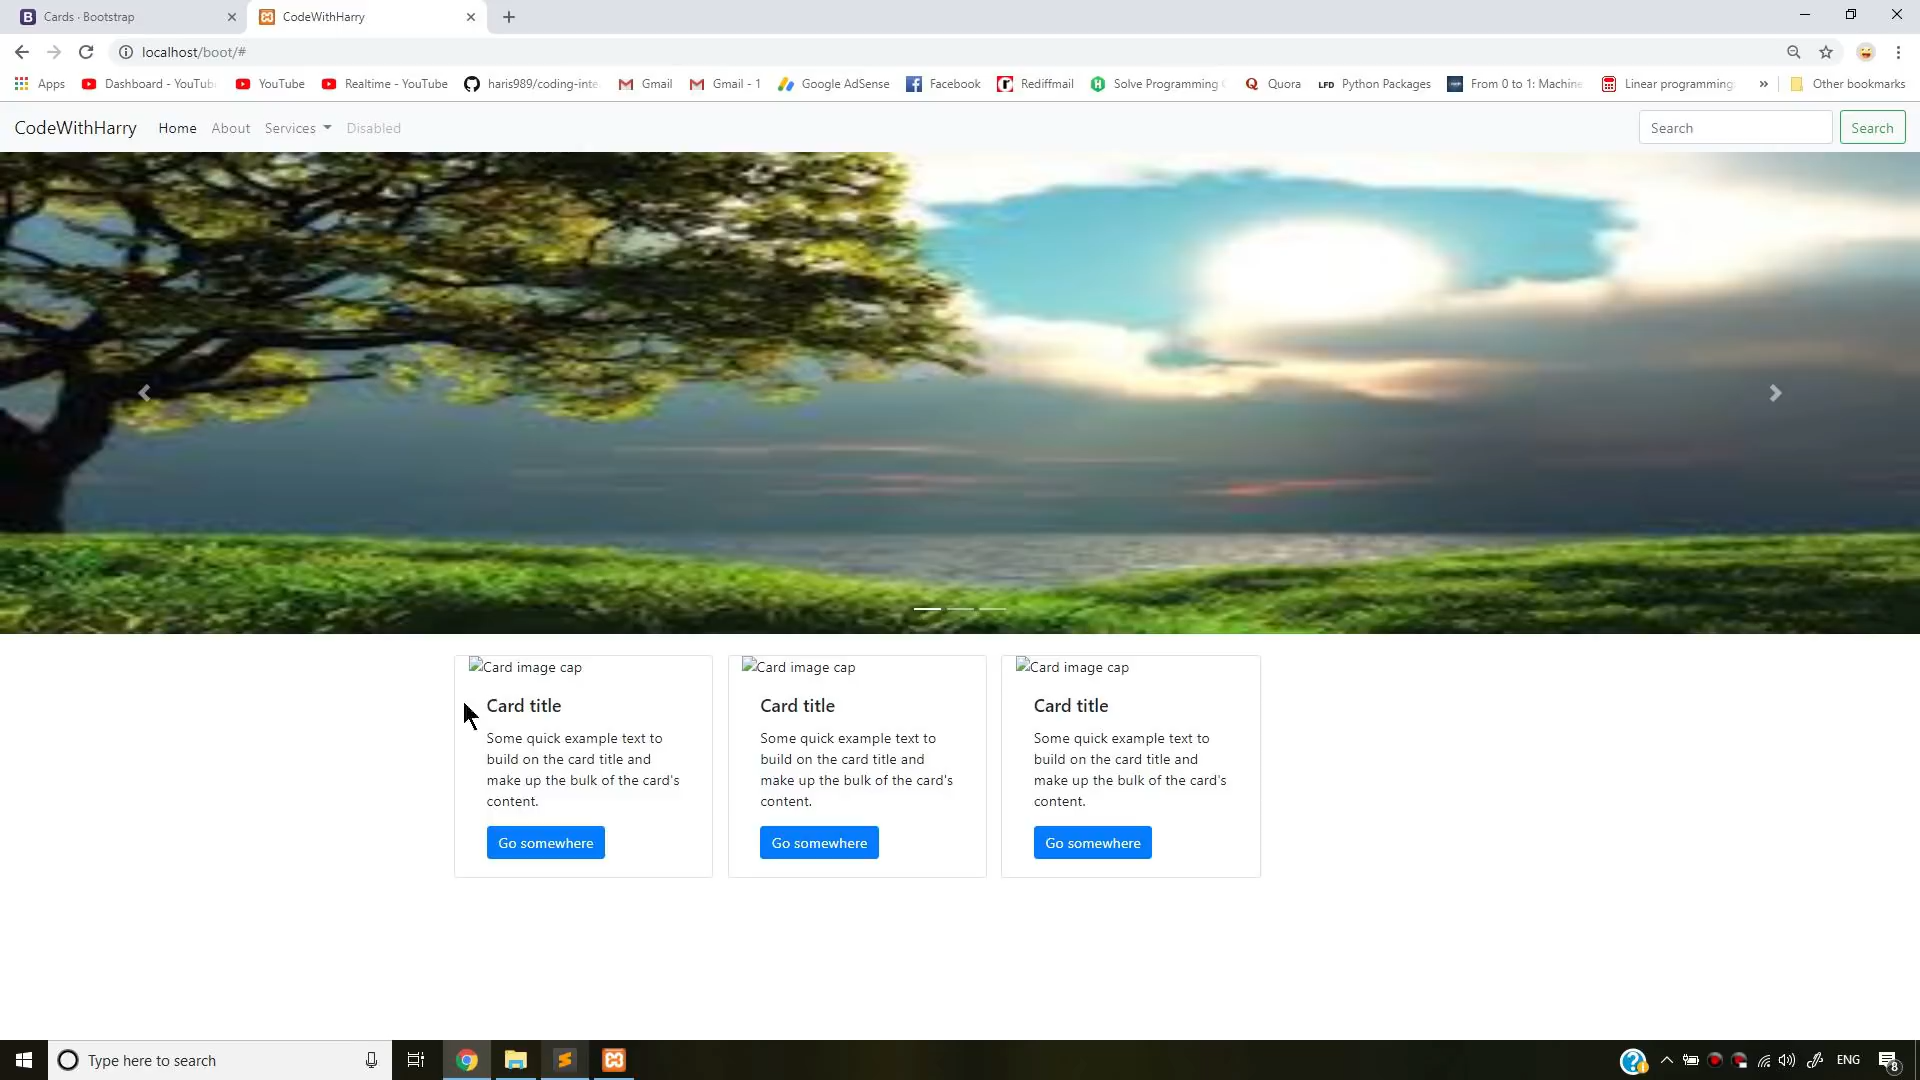 Cards · Bootstrap
CodeWithHarry
localhost/boot/#
Apps
Dashboard - YouTub
YouTube
Realtime - YouTube
haris989/coding-inte
Gmail
Gmail - 1
Google AdSense
Facebook
Rediffmail
Solve Programming
Quora
LFD Python Packages
From 0 to 1: Machine
Linear programming
»
Other bookmarks
CodeWithHarry
Home
About
Services
Disabled
Search
Search
Card image cap
Card title
Some quick example text to
build on the card title and
make up the bulk of the card's
content.
Go somewhere
Card image cap
Card title
Some quick example text to
build on the card title and
make up the bulk of the card's
content.
Go somewhere
Card image cap
Card title
Some quick example text to
build on the card title and
make up the bulk of the card's
content.
Go somewhere
Type here to search
ENG
8